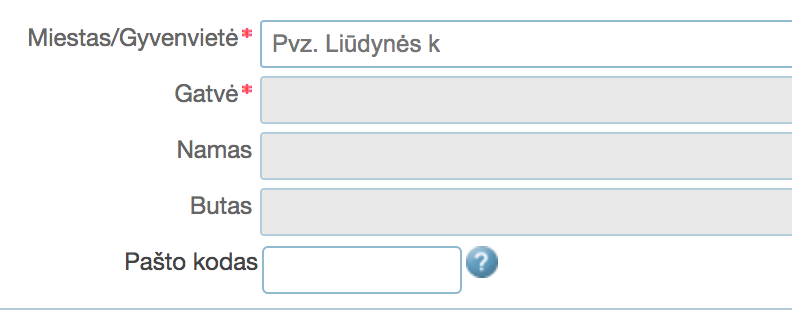 Miestas/Gyvenvietė* Pvz. Liūdynės k
Gatvė*
Namas
Butas
Pašto kodas ?